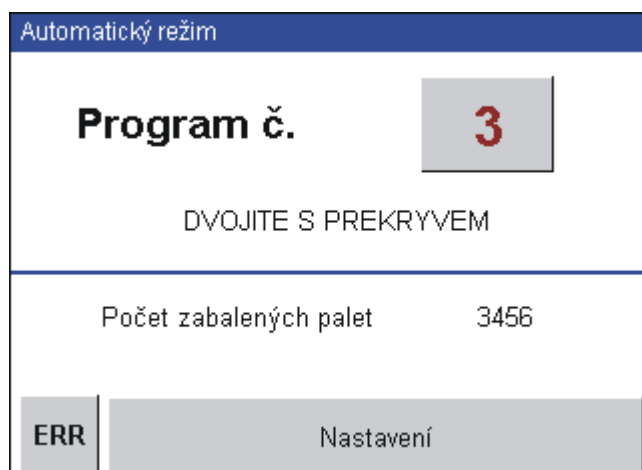 Automatický režim
Program č. 3
DVOJITE S PREKRYVEM
Počet zabalených palet 3456
ERR Nastavení